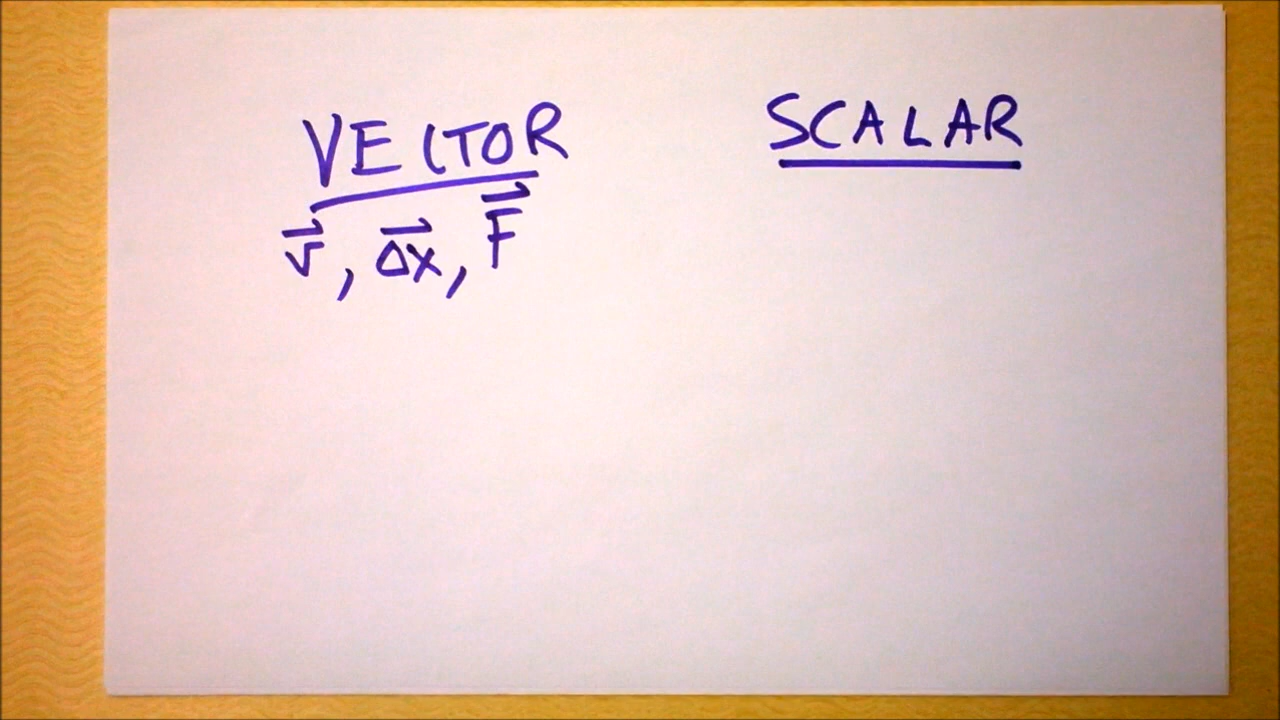 VECTOR SCALAR
v⃗, Δx⃗, F⃗